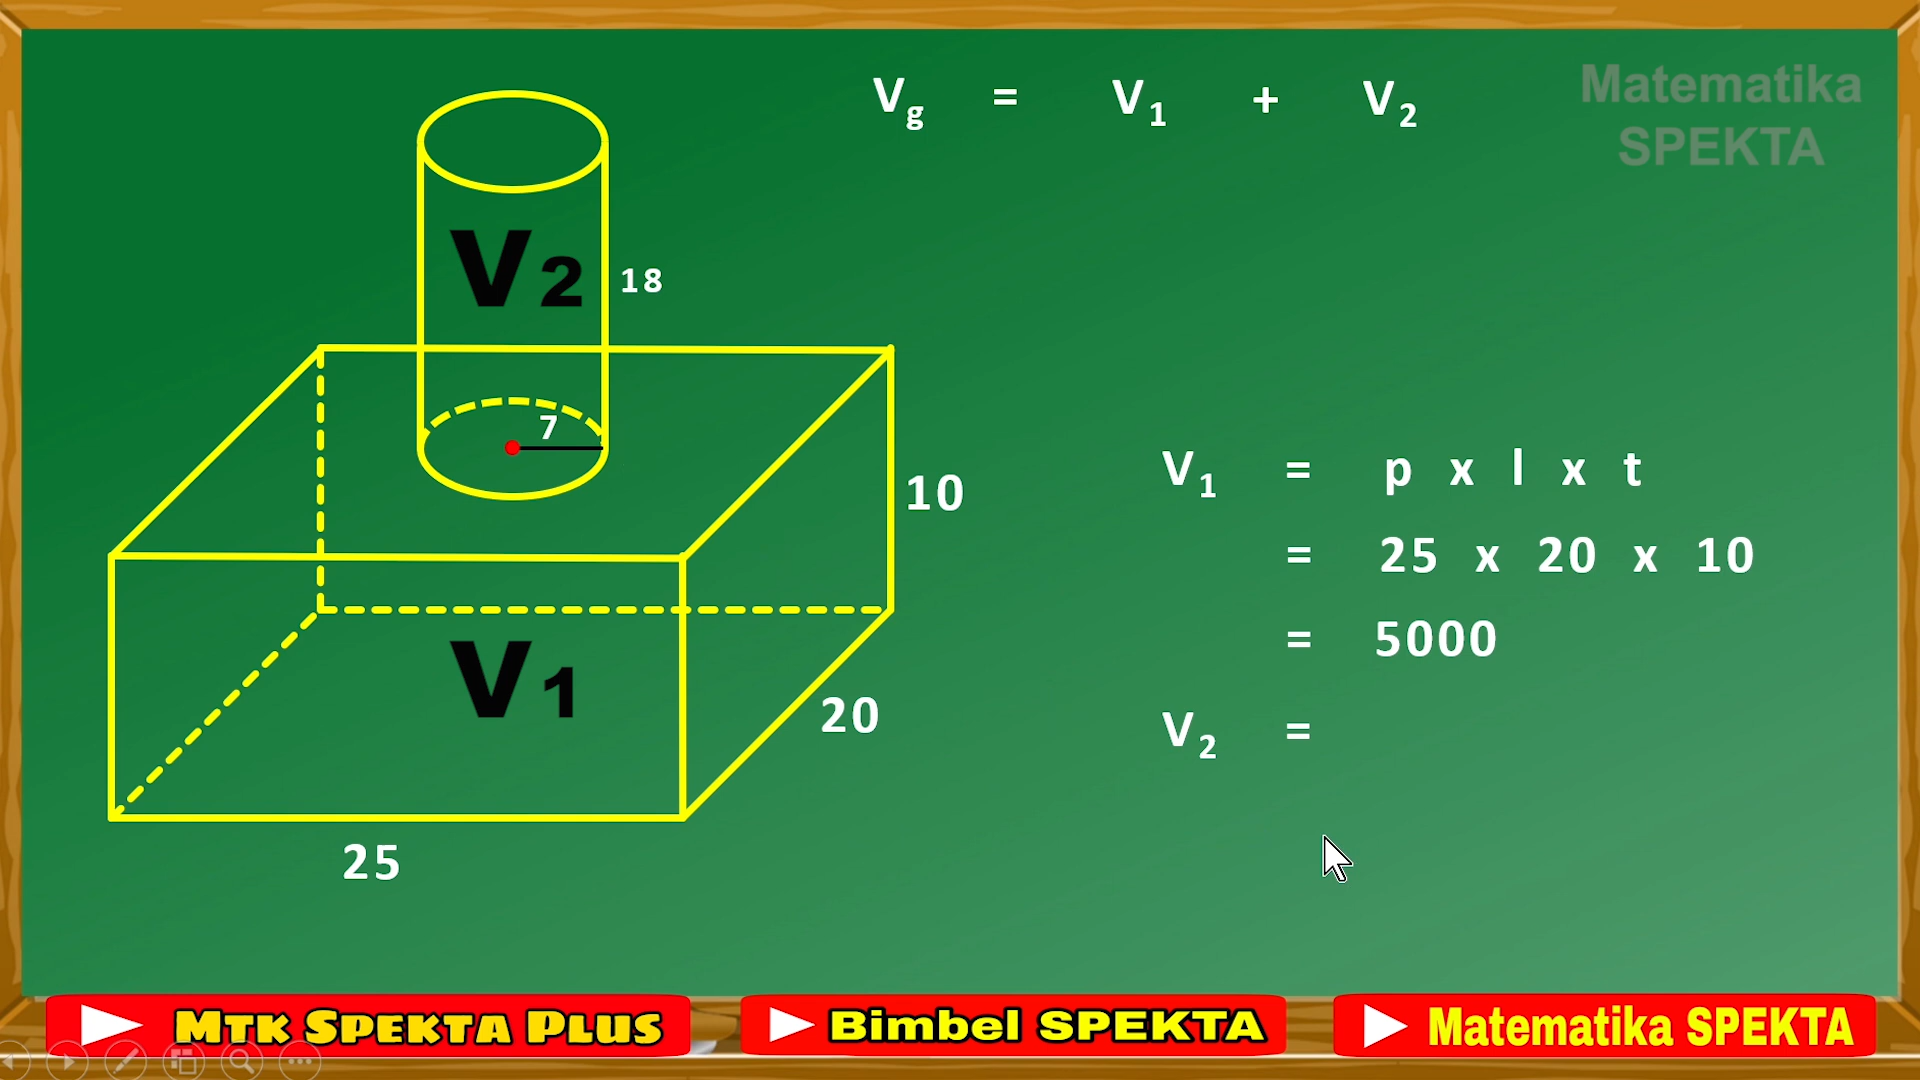 Vg = V1 + V2
Matematika
SPEKTA
V2
18
7
10
V1 = p x l x t
= 25 x 20 x 10
= 5000
V1
20
V2 =
25
Mtk Spekta Plus
Bimbel SPEKTA
Matematika SPEKTA